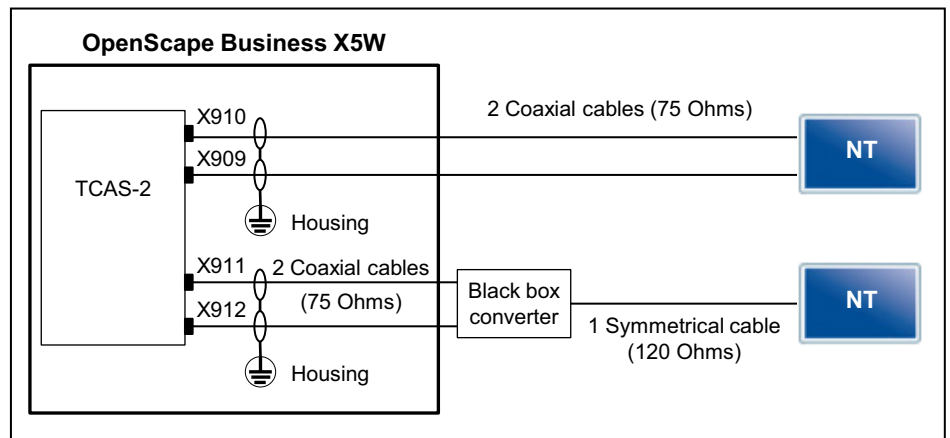 OpenScape Business X5W
X910
2 Coaxial cables (75 Ohms)
NT
X909
TCAS-2
Housing
X911
2 Coaxial cables
(75 Ohms)
X912
Black box
converter
NT
1 Symmetrical cable
(120 Ohms)
Housing